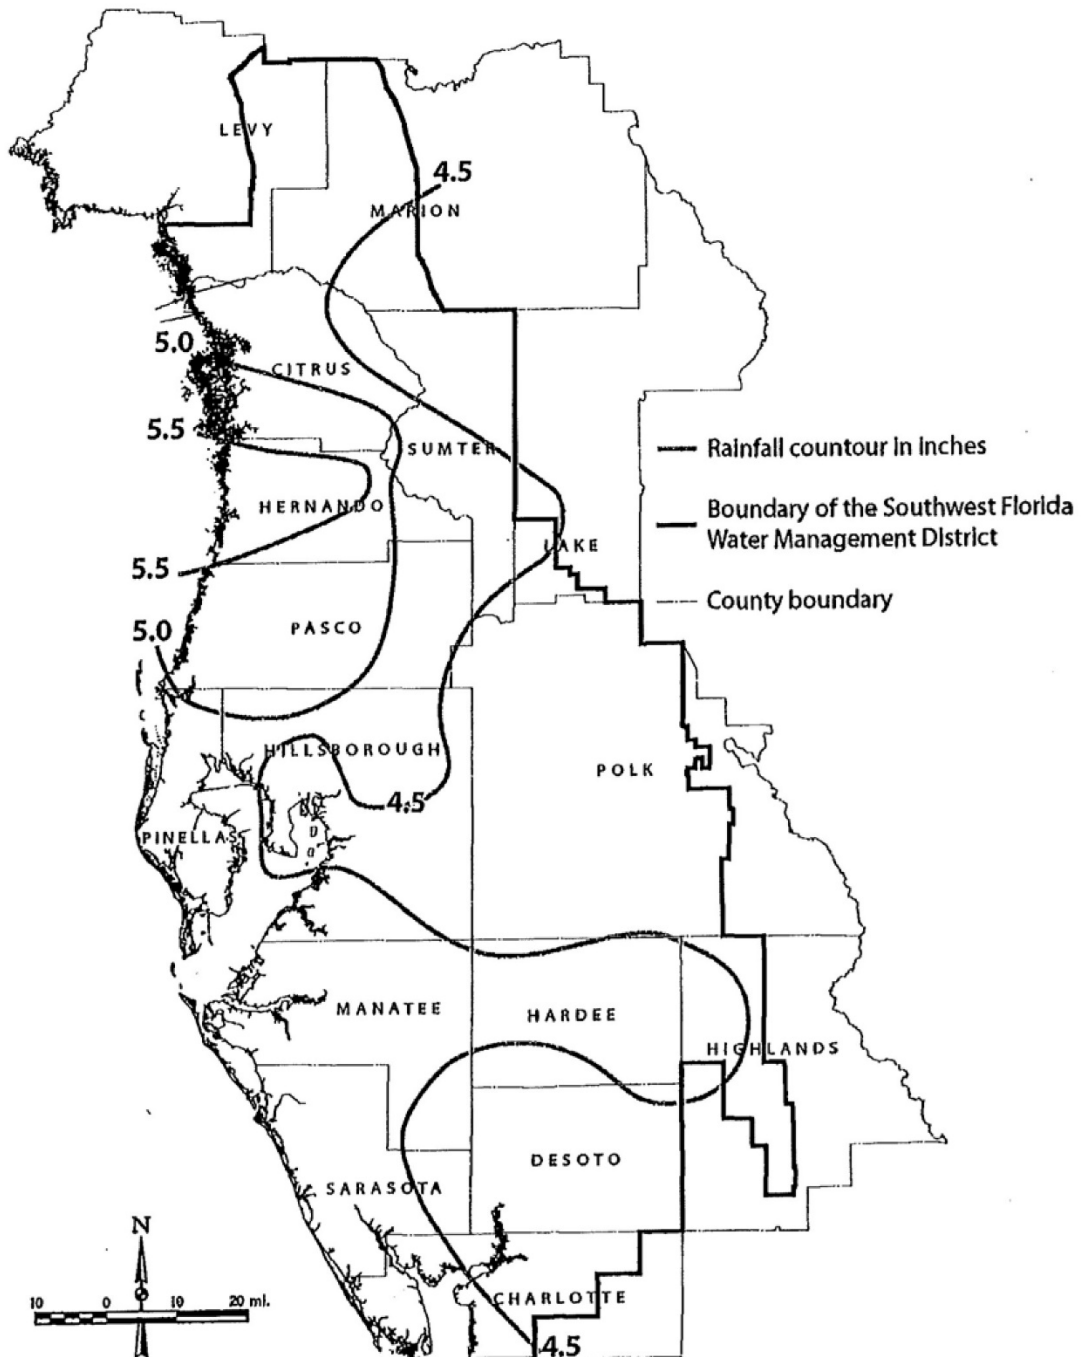 LEVY
4.5
MARION
5.0
CITRUS
5.5
SUMTER
Rainfall countour in inches
HERNANDO
Boundary of the Southwest Florida
Water Management District
LAKE
5.5
County boundary
5.0
PASCO
HILLSBOROUGH
POLK
4.5
PINELLAS
MANATEE
HARDEE
HIGHLANDS
DESOTO
SARASOTA
N
CHARLOTTE
10 0 10 20 mi.
4.5